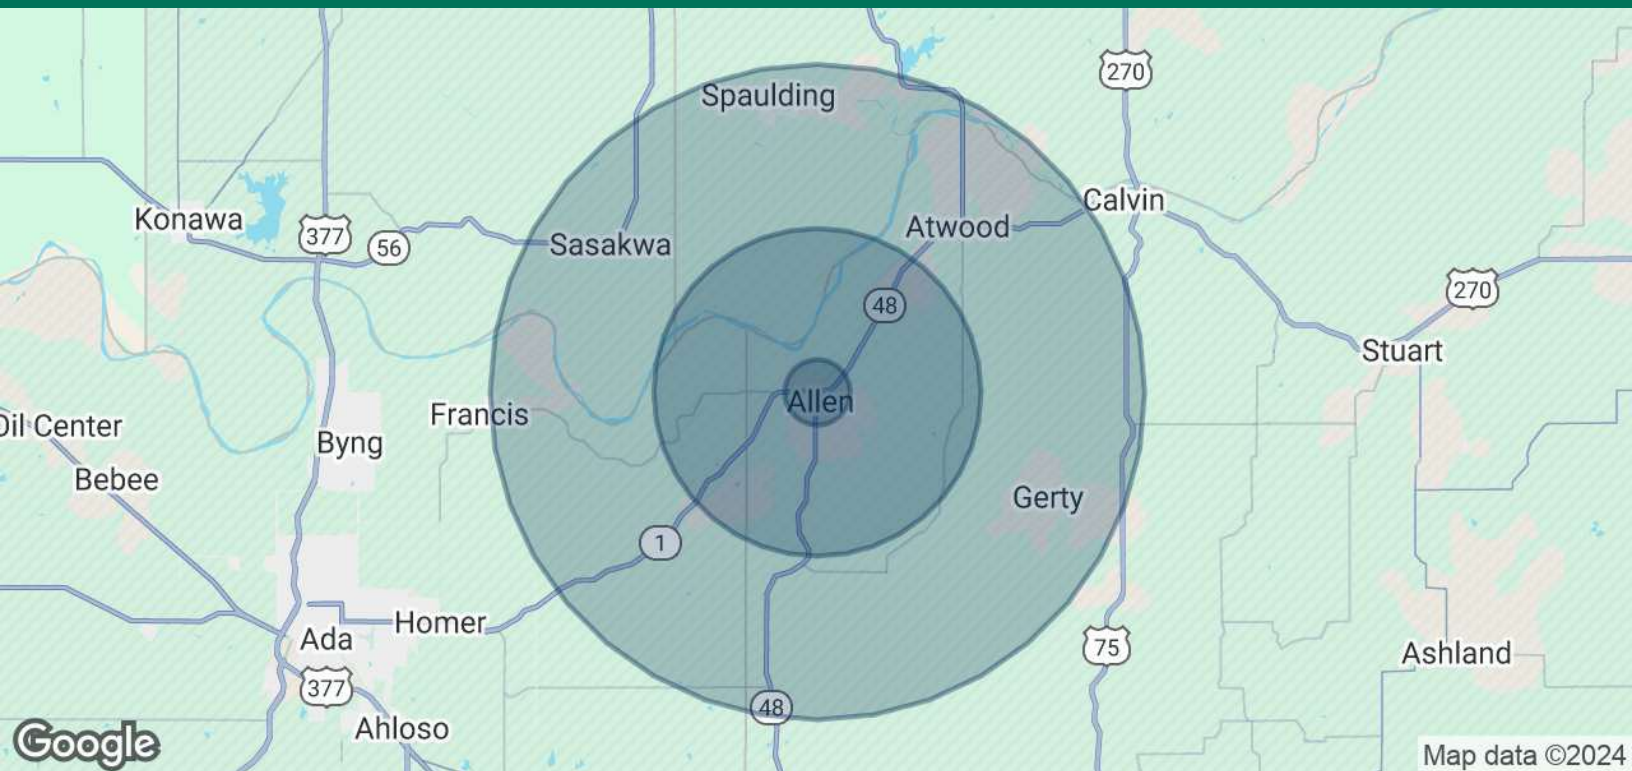 270
Spaulding
Calvin
Konawa
377
56
Sasakwa
Atwood
270
48
Stuart
Allen
Francis
Oil Center
Byng
Bebee
Gerty
1
Homer
Ada
75
Ashland
377
48
Ahloso
Google
Map data ©2024